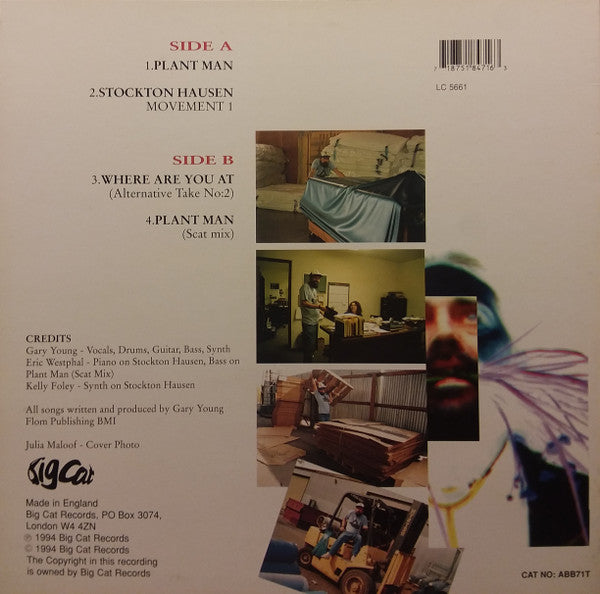 SIDE A
1.PLANT MAN
2.STOCKTON HAUSEN
MOVEMENT 1
SIDE B
3.WHERE ARE YOU AT
(Alternative Take No:2)
4.PLANT MAN
(Scat mix)
7 18751 84716 3
LC 5661
CREDITS
Gary Young - Vocals, Drums, Guitar, Bass, Synth
Eric Westphal - Piano on Stockton Hausen, Bass on
Plant Man (Scat Mix)
Kelly Foley - Synth on Stockton Hausen
All songs written and produced by Gary Young
Flom Publishing BMI
Julia Maloof - Cover Photo
Big Cat
Made in England
Big Cat Records, PO Box 3074,
London W4 4ZN
℗ 1994 Big Cat Records
© 1994 Big Cat Records
The Copyright in this recording
is owned by Big Cat Records
CAT NO: ABB71T